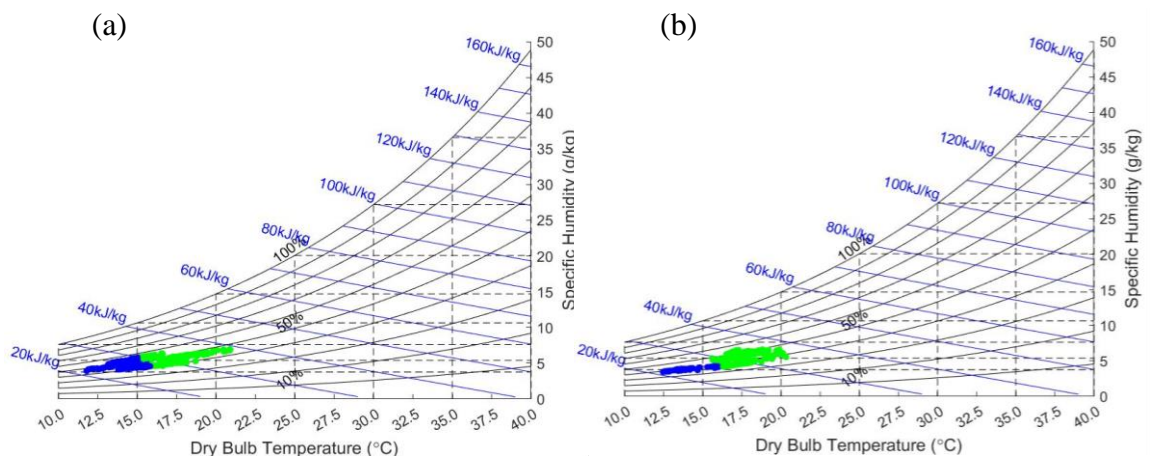 (a)
(b)
160kJ/kg
140kJ/kg
120kJ/kg
100kJ/kg
80kJ/kg
60kJ/kg
40kJ/kg
20kJ/kg
100%
50%
10%
50
45
40
35
30
25
20
15
10
5
0
Specific Humidity (g/kg)
10.0 12.5 15.0 17.5 20.0 22.5 25.0 27.5 30.0 32.5 35.0 37.5 40.0
Dry Bulb Temperature (°C)
160kJ/kg
140kJ/kg
120kJ/kg
100kJ/kg
80kJ/kg
60kJ/kg
40kJ/kg
20kJ/kg
100%
50%
10%
50
45
40
35
30
25
20
15
10
5
0
Specific Humidity (g/kg)
10.0 12.5 15.0 17.5 20.0 22.5 25.0 27.5 30.0 32.5 35.0 37.5 40.0
Dry Bulb Temperature (°C)